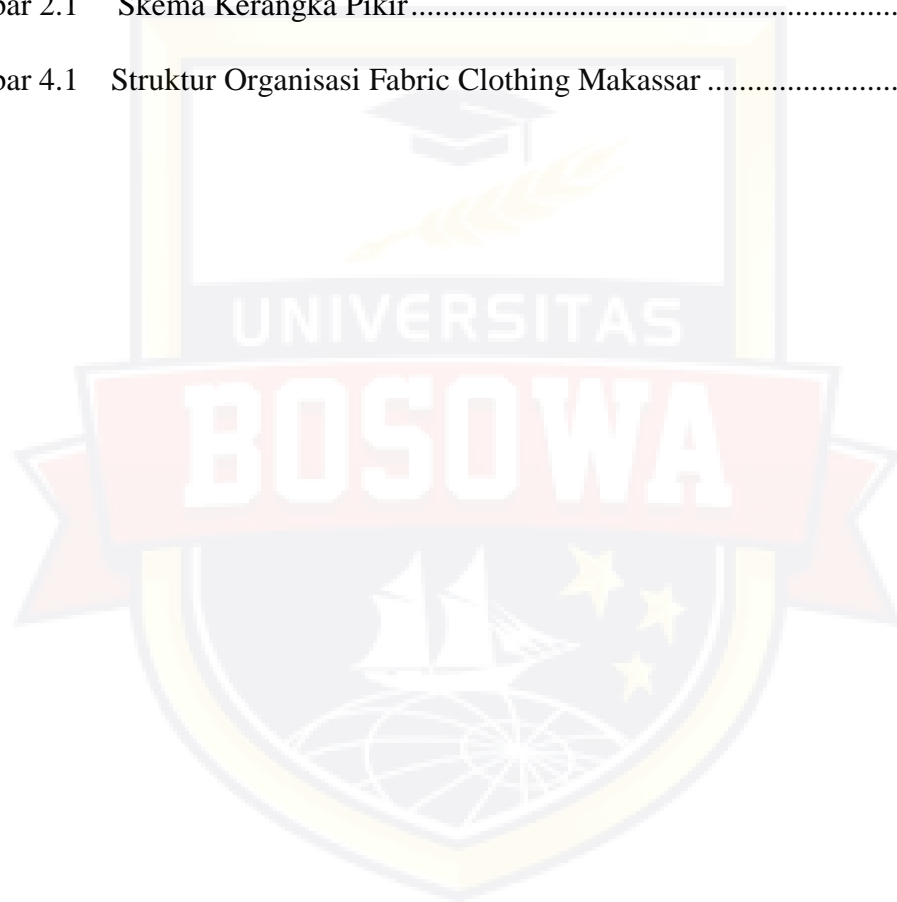 bar 2.1 Skema Kerangka Pikir............................................................
bar 4.1 Struktur Organisasi Fabric Clothing Makassar ........................
UNIVERSITAS
BOSOWA